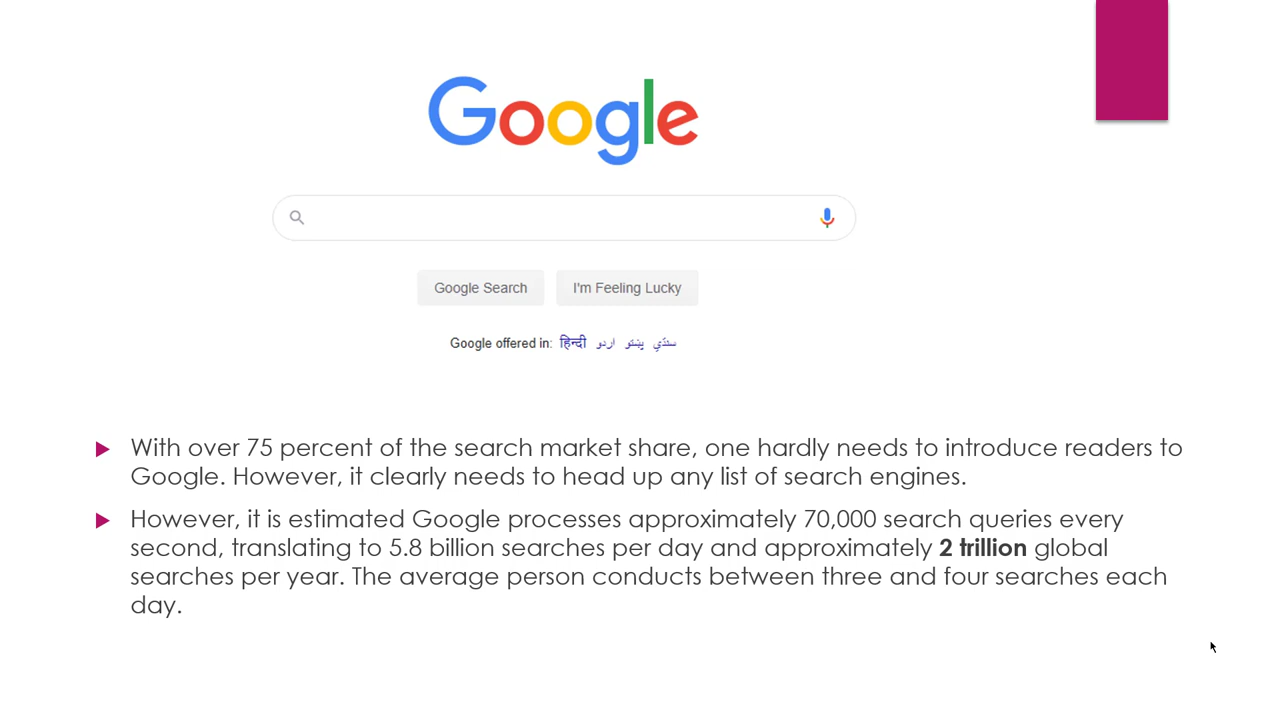 Google
Google Search
I'm Feeling Lucky
Google offered in: हिन्दी اردو پښتو سنڌي
With over 75 percent of the search market share, one hardly needs to introduce readers to
Google. However, it clearly needs to head up any list of search engines.
However, it is estimated Google processes approximately 70,000 search queries every
second, translating to 5.8 billion searches per day and approximately 2 trillion global
searches per year. The average person conducts between three and four searches each
day.